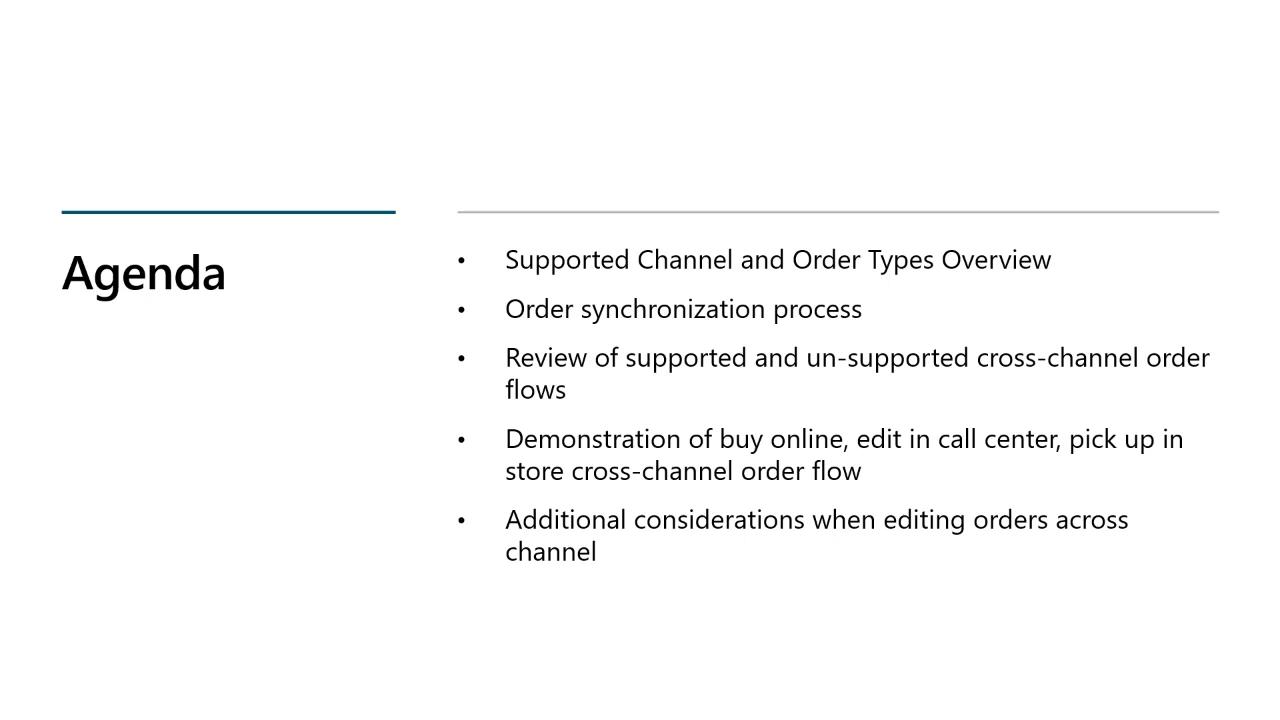 Agenda
• Supported Channel and Order Types Overview
• Order synchronization process
• Review of supported and un-supported cross-channel order
flows
• Demonstration of buy online, edit in call center, pick up in
store cross-channel order flow
• Additional considerations when editing orders across
channel